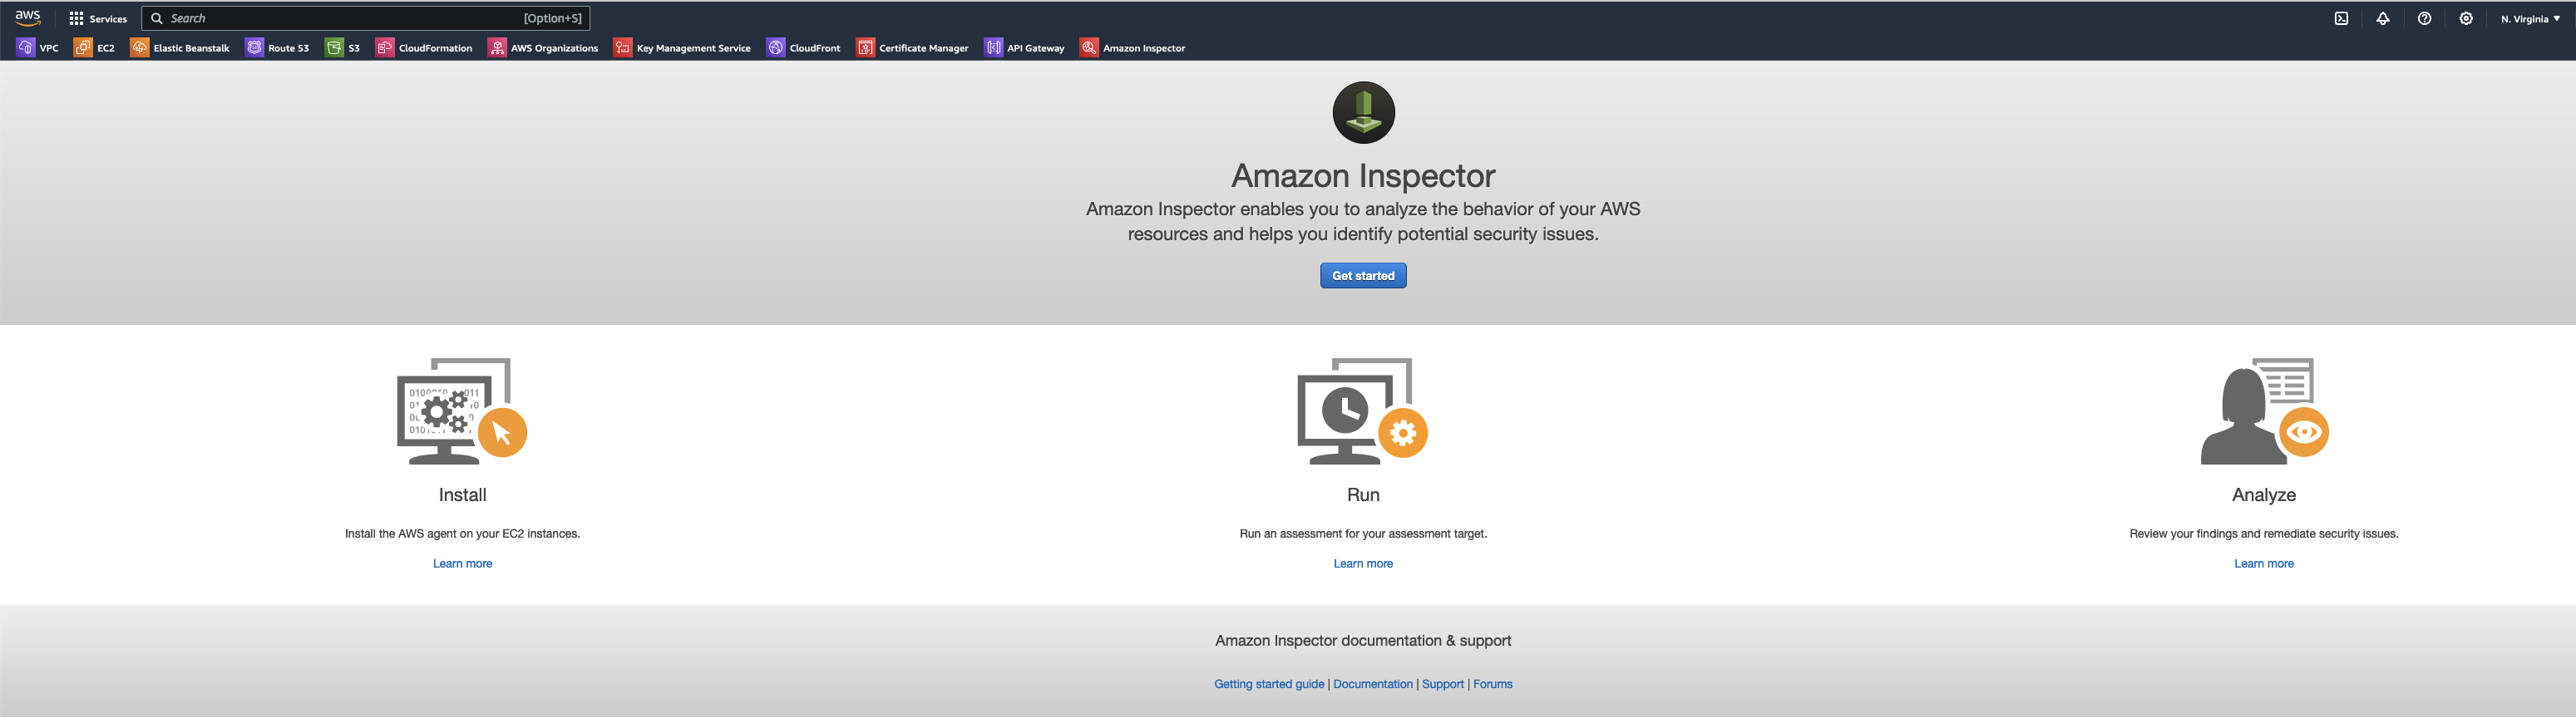 aws
Services
Search
[Option+S]
N. Virginia
VPC
EC2
Elastic Beanstalk
Route 53
S3
CloudFormation
AWS Organizations
Key Management Service
CloudFront
Certificate Manager
API Gateway
Amazon Inspector
Amazon Inspector
Amazon Inspector enables you to analyze the behavior of your AWS
resources and helps you identify potential security issues.
Get started
Install
Install the AWS agent on your EC2 instances.
Learn more
Run
Run an assessment for your assessment target.
Learn more
Analyze
Review your findings and remediate security issues.
Learn more
Amazon Inspector documentation & support
Getting started guide | Documentation | Support | Forums